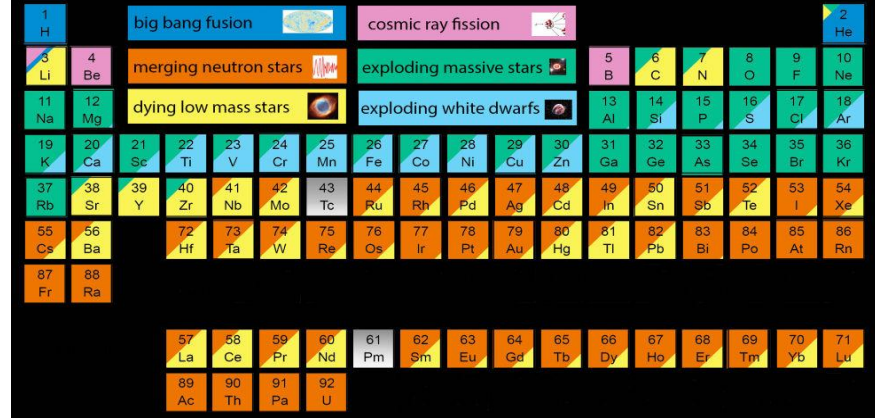 1 2
H big bang fusion cosmic ray fission He
3 4 5 6 7 8 9 10
Li Be merging neutron stars exploding massive stars B C N O F Ne
11 12 13 14 15 16 17 18
Na Mg dying low mass stars exploding white dwarfs Al Si P S Cl Ar
19 20 21 22 23 24 25 26 27 28 29 30 31 32 33 34 35 36
K Ca Sc Ti V Cr Mn Fe Co Ni Cu Zn Ga Ge As Se Br Kr
37 38 39 40 41 42 43 44 45 46 47 48 49 50 51 52 53 54
Rb Sr Y Zr Nb Mo Tc Ru Rh Pd Ag Cd In Sn Sb Te I Xe
55 56 72 73 74 75 76 77 78 79 80 81 82 83 84 85 86
Cs Ba Hf Ta W Re Os Ir Pt Au Hg Tl Pb Bi Po At Rn
87 88
Fr Ra
57 58 59 60 61 62 63 64 65 66 67 68 69 70 71
La Ce Pr Nd Pm Sm Eu Gd Tb Dy Ho Er Tm Yb Lu
89 90 91 92
Ac Th Pa U